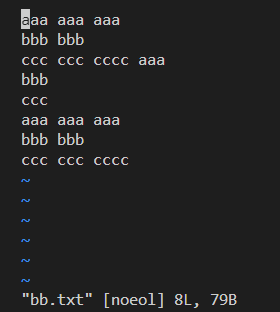 aaa aaa aaa
bbb bbb
ccc ccc cccc aaa
bbb
ccc
aaa aaa aaa
bbb bbb
ccc ccc cccc
~
~
~
~
~
~
"bb.txt" [noeol] 8L, 79B